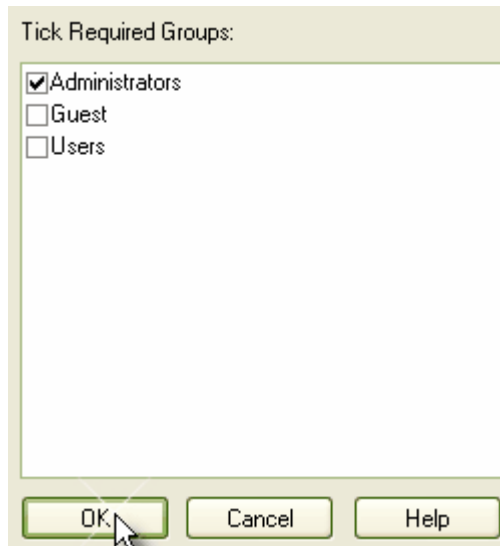 Tick Required Groups:
Administrators
Guest
Users
OK Cancel Help